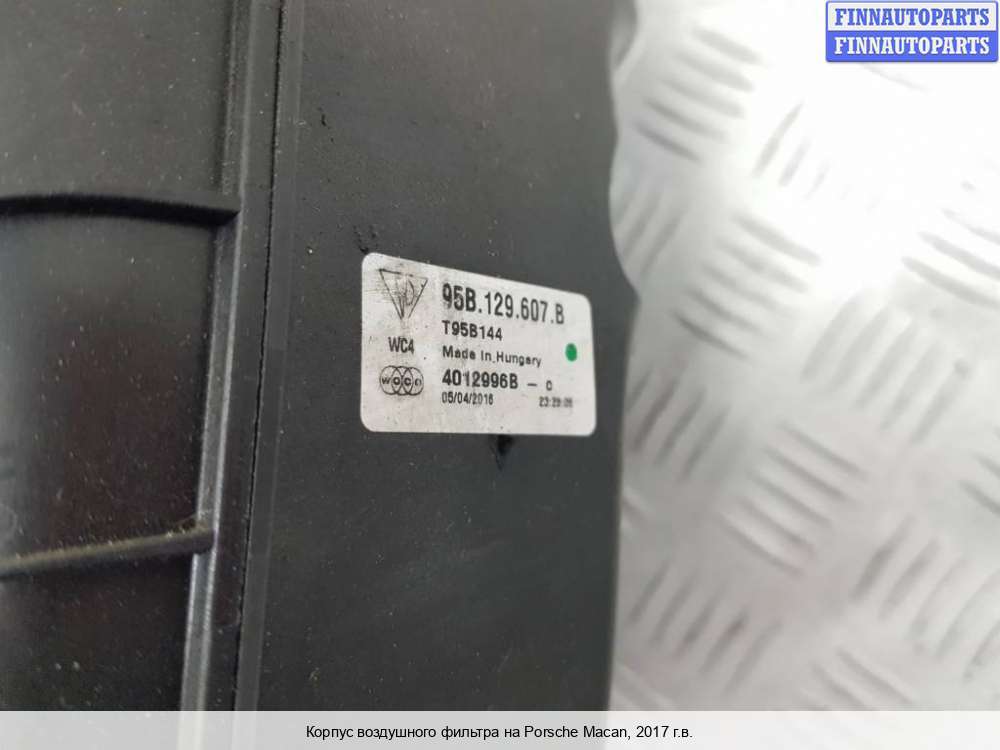 FINNAUTOPARTS
FINNAUTOPARTS
95B.129.607.B
T95B144
WC4
Made In Hungary
woco
4012996B - c
05/04/2016
Корпус воздушного фильтра на Porsche Macan, 2017 г.в.